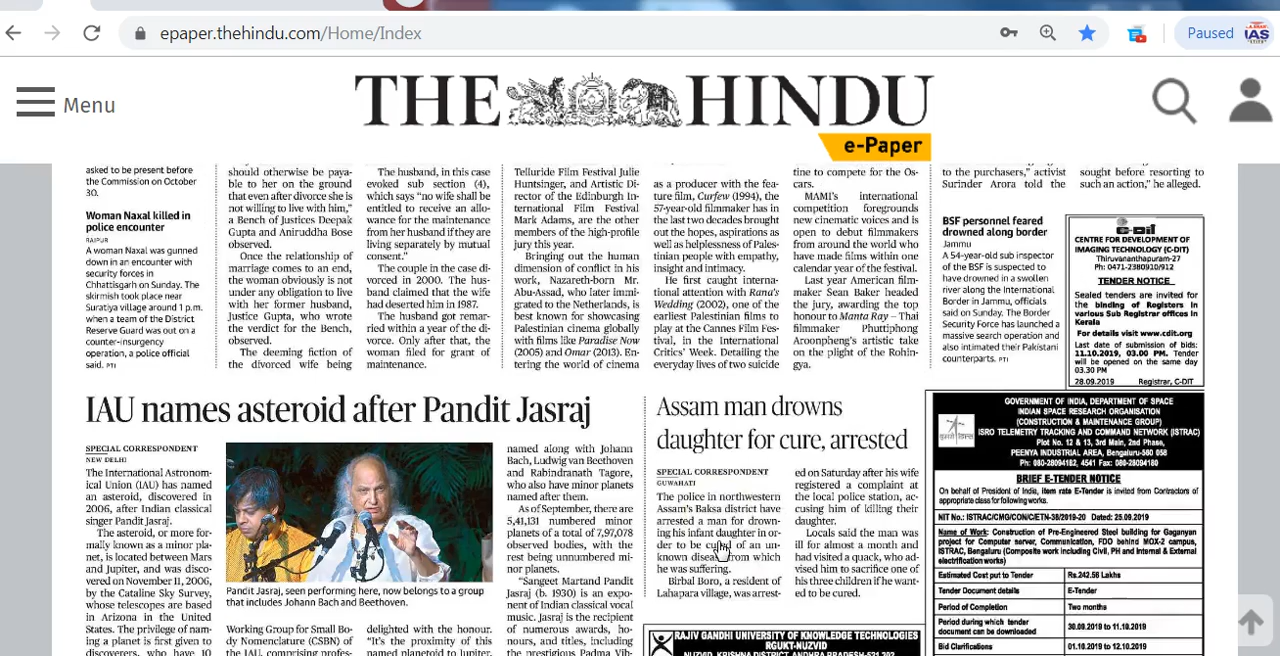 epaper.thehindu.com/Home/Index
Paused
IAS
Menu
THE HINDU
e-Paper
asked to be present before
the Commission on October
30.
Woman Naxal killed in
police encounter
RAIPUR
A woman Naxal was gunned
down in an encounter with
security forces in
Chhattisgarh on Sunday. The
skirmish took place near
Suratiya village around 1 p.m.
when a team of the District
Reserve Guard was out on a
counter-insurgency
operation, a police official
said. PTI
should otherwise be paya-
ble to her on the ground
that even after divorce she is
not willing to live with him,"
a Bench of Justices Deepak
Gupta and Aniruddha Bose
observed.
Once the relationship of
marriage comes to an end,
the woman obviously is not
under any obligation to live
with her former husband,
Justice Gupta, who wrote
the verdict for the Bench,
observed.
The deeming fiction of
the divorced wife being
The husband, in this case
evoked sub section (4),
which says "no wife shall be
entitled to receive an allo-
wance for the maintenance
from her husband if they are
living separately by mutual
consent."
The couple in the case di-
vorced in 2000. The hus-
band claimed that the wife
had deserted him in 1987.
The husband got remar-
ried within a year of the di-
vorce. Only after that, the
woman filed for grant of
maintenance.
Telluride Film Festival Julie
Huntsinger, and Artistic Di-
rector of the Edinburgh In-
ternational Film Festival
Mark Adams, are the other
members of the high-profile
jury this year.
Bringing out the human
dimension of conflict in his
work, Nazareth-born Mr.
Abu-Assad, who later immi-
grated to the Netherlands, is
best known for showcasing
Palestinian cinema globally
with films like Paradise Now
(2005) and Omar (2013). En-
tering the world of cinema
as a producer with the fea-
ture film, Curfew (1994), the
57-year-old filmmaker has in
the last two decades brought
out the hopes, aspirations as
well as helplessness of Pales-
tinian people with empathy,
insight and intimacy.
He first caught interna-
tional attention with Rana's
Wedding (2002), one of the
earliest Palestinian films to
play at the Cannes Film Fes-
tival, in the International
Critics' Week. Detailing the
everyday lives of two suicide
tine to compete for the Os-
cars.
MAMI's international
competition foregrounds
new cinematic voices and is
open to debut filmmakers
from around the world who
have made films within one
calendar year of the festival.
Last year American film-
maker Sean Baker headed
the jury, awarding the top
honour to Manta Ray – Thai
filmmaker Phuttiphong
Aroonpheng's artistic take
on the plight of the Rohin-
gya.
to the purchasers," activist
Surinder Arora told the
sought before resorting to
such an action," he alleged.
BSF personnel feared
drowned along border
Jammu
A 54-year-old sub inspector
of the BSF is suspected to
have drowned in a swollen
river along the International
Border in Jammu, officials
said on Sunday. The Border
Security Force has launched a
massive search operation and
also intimated their Pakistani
counterparts. PTI
C-DIT
CENTRE FOR DEVELOPMENT OF
IMAGING TECHNOLOGY (C-DIT)
Thiruvananthapuram-27
Ph: 0471-2380910/912
TENDER NOTICE
Sealed tenders are invited for
the binding of Registers in
various Sub Registrar offices in
Kerala
For details visit www.cdit.org
Last date of submission of bids:
11.10.2019, 03.00 PM. Tender
will be opened on the same day
03.30 PM
28.09.2019 Registrar, C-DIT
IAU names asteroid after Pandit Jasraj
SPECIAL CORRESPONDENT
NEW DELHI
The International Astronom-
ical Union (IAU) has named
an asteroid, discovered in
2006, after Indian classical
singer Pandit Jasraj.
The asteroid, or more for-
mally known as a minor pla-
net, is located between Mars
and Jupiter, and was disco-
vered on November 11, 2006,
by the Cataline Sky Survey,
whose telescopes are based
in Arizona in the United
States. The privilege of nam-
ing a planet is first given to
discoverers, who have 10
Pandit Jasraj, seen performing here, now belongs to a group
that includes Johann Bach and Beethoven.
Working Group for Small Bo-
dy Nomenclature (CSBN) of
the IAU, comprising profes-
delighted with the honour.
"It's the proximity of this
named planetoid to Jupiter,
named along with Johann
Bach, Ludwig van Beethoven
and Rabindranath Tagore,
who also have minor planets
named after them.
As of September, there are
5,41,131 numbered minor
planets of a total of 7,97,078
observed bodies, with the
rest being unnumbered mi-
nor planets.
"Sangeet Martand Pandit
Jasraj (b. 1930) is an expo-
nent of Indian classical vocal
music. Jasraj is the recipient
of numerous awards, ho-
nours, and titles, including
the prestigious Padma Vib-
Assam man drowns
daughter for cure, arrested
SPECIAL CORRESPONDENT
GUWAHATI
The police in northwestern
Assam's Baksa district have
arrested a man for drown-
ing his infant daughter in or-
der to be cured of an un-
known disease from which
he was suffering.
Birbal Boro, a resident of
Lahapara village, was arrest-
ed on Saturday after his wife
registered a complaint at
the local police station, ac-
cusing him of killing their
daughter.
Locals said the man was
ill for almost a month and
had visited a quack, who ad-
vised him to sacrifice one of
his three children if he want-
ed to be cured.
RAJIV GANDHI UNIVERSITY OF KNOWLEDGE TECHNOLOGIES
RGUKT-NUZVID
NUZVID, KRISHNA DISTRICT, ANDHRA PRADESH-521 202
GOVERNMENT OF INDIA, DEPARTMENT OF SPACE
INDIAN SPACE RESEARCH ORGANISATION
(CONSTRUCTION & MAINTENANCE GROUP)
ISRO TELEMETRY TRACKING AND COMMAND NETWORK (ISTRAC)
Plot No. 12 & 13, 3rd Main, 2nd Phase,
PEENYA INDUSTRIAL AREA, Bengaluru-560 058
Ph: 080-28094182, 4541 Fax: 080-28094180
BRIEF E-TENDER NOTICE
On behalf of President of India, item rate E-Tender is invited from Contractors of
appropriate class for following works.
NIT No.: ISTRAC/CMG/CON/CETN-38/2019-20 Dated: 25.09.2019
Name of Work: Construction of Pre-Engineered Steel building for Gaganyan
project for Computer server, Communication, FDO behind MOX-2 campus,
ISTRAC, Bengaluru (Composite work including Civil, PH and Internal & External
electrification works)
Estimated Cost put to Tender Rs.242.56 Lakhs
Tender Document details E-Tender
Period of Completion Two months
Period during which tender
document can be downloaded 30.09.2019 to 11.10.2019
Bid Clarifications 01.10.2019 to 12.10.2019